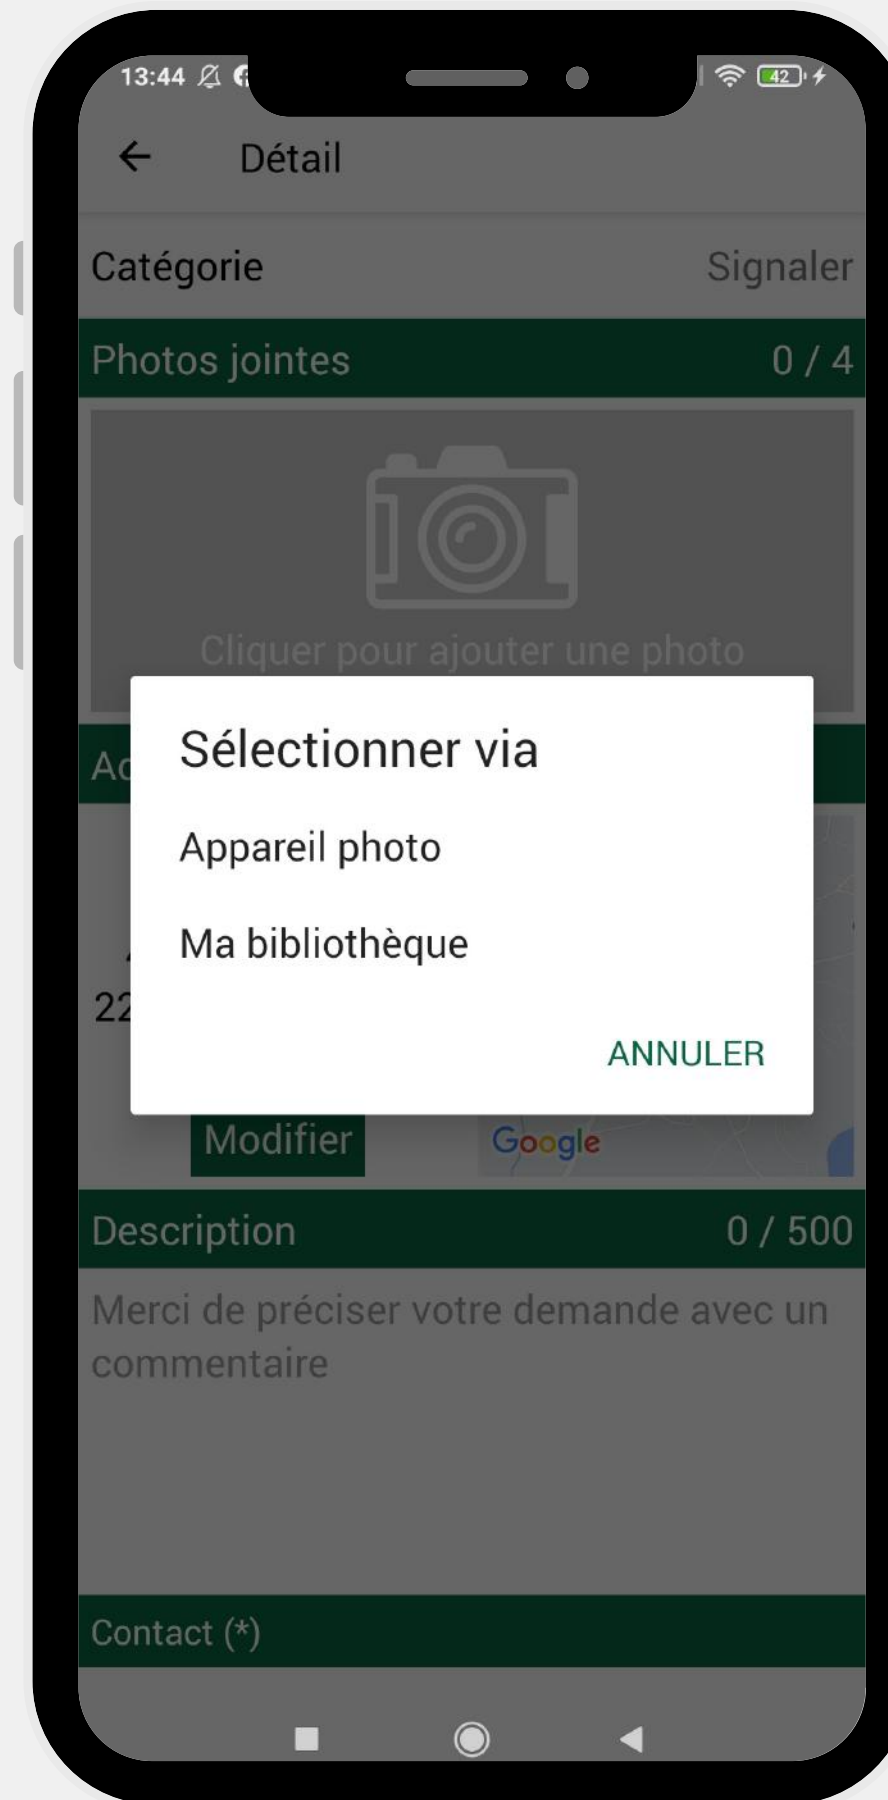 13:44
42
Détail
Catégorie
Signaler
Photos jointes
0 / 4
Cliquer pour ajouter une photo
Sélectionner via
Appareil photo
Ma bibliothèque
ANNULER
Modifier
Google
Description
0 / 500
Merci de préciser votre demande avec un
commentaire
Contact (*)